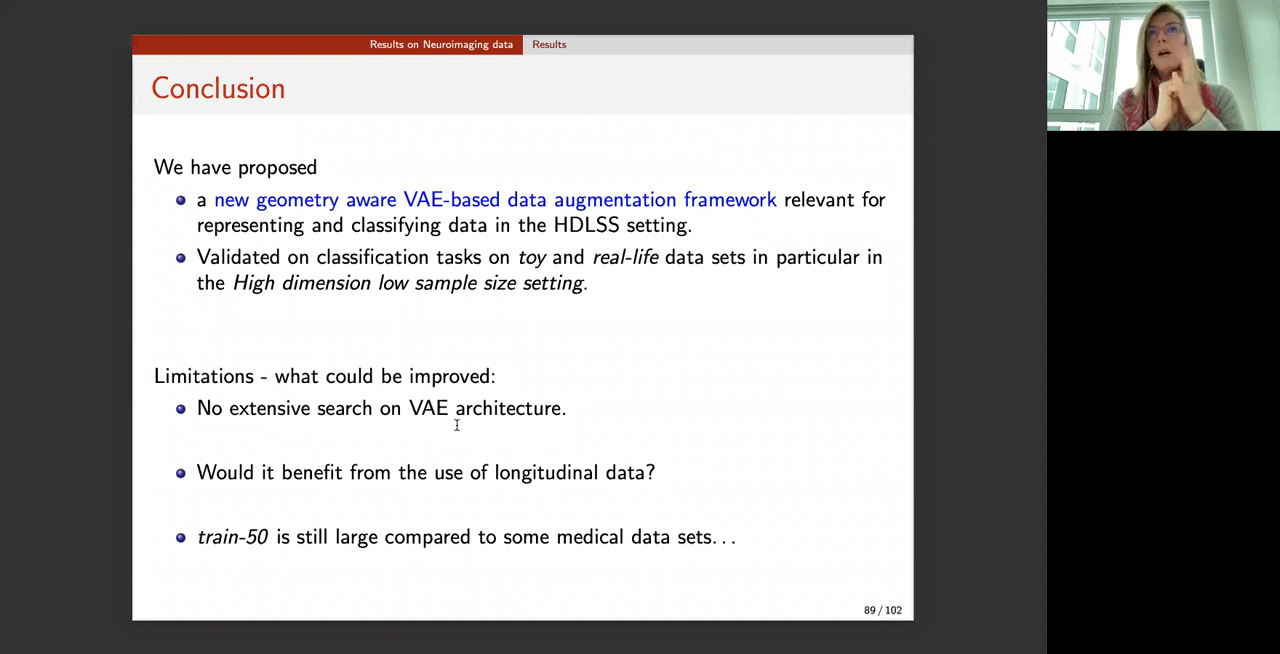 Results on Neuroimaging data Results
Conclusion
We have proposed
a new geometry aware VAE-based data augmentation framework relevant for
representing and classifying data in the HDLSS setting.
Validated on classification tasks on toy and real-life data sets in particular in
the High dimension low sample size setting.
Limitations - what could be improved:
No extensive search on VAE architecture.
Would it benefit from the use of longitudinal data?
train-50 is still large compared to some medical data sets...
89 / 102